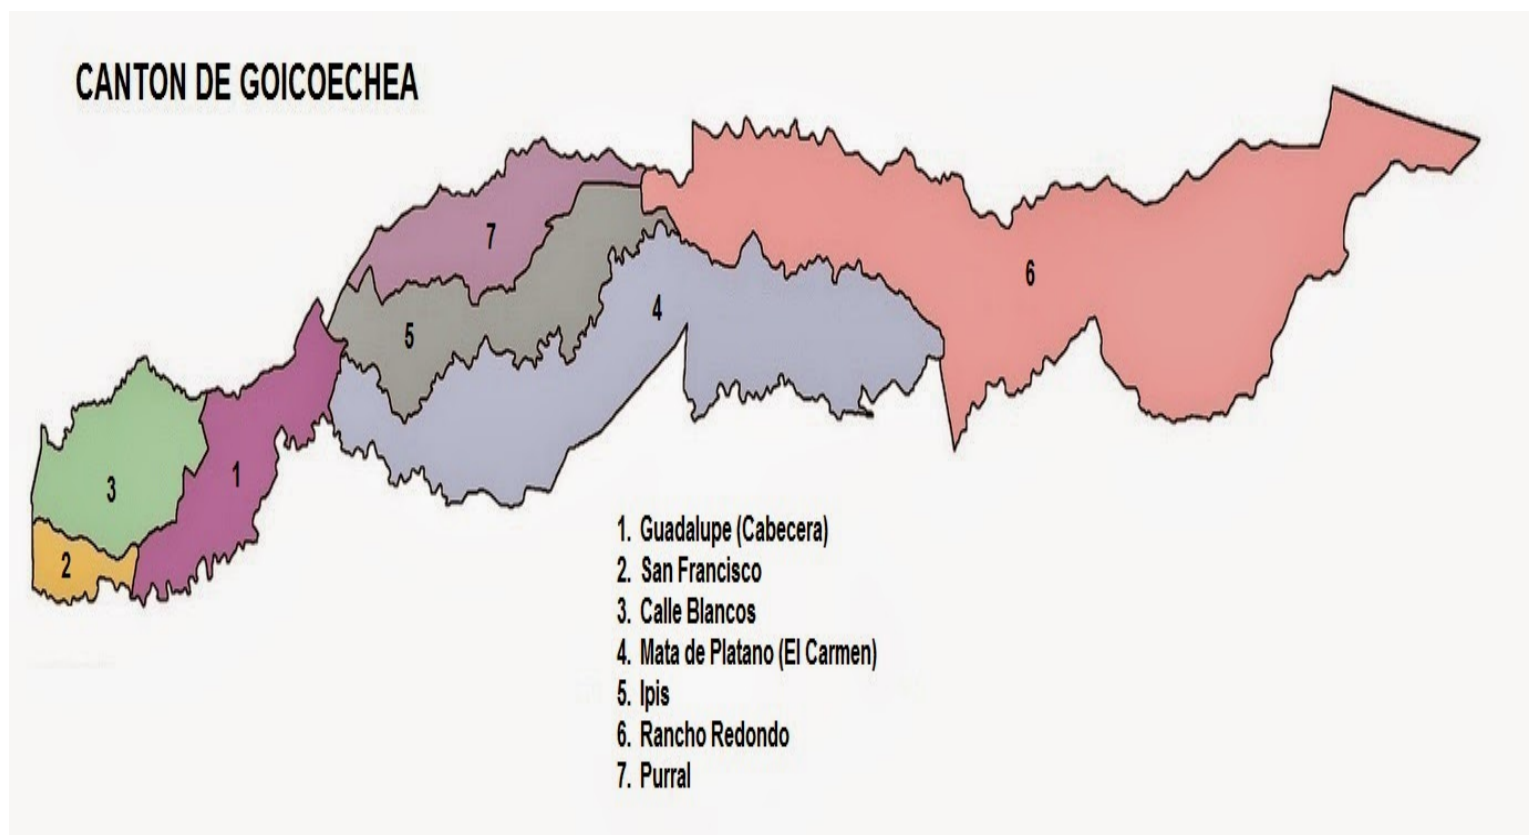 CANTON DE GOICOECHEA
7
6
4
5
1
3
2
1. Guadalupe (Cabecera)
2. San Francisco
3. Calle Blancos
4. Mata de Platano (El Carmen)
5. Ipis
6. Rancho Redondo
7. Purral